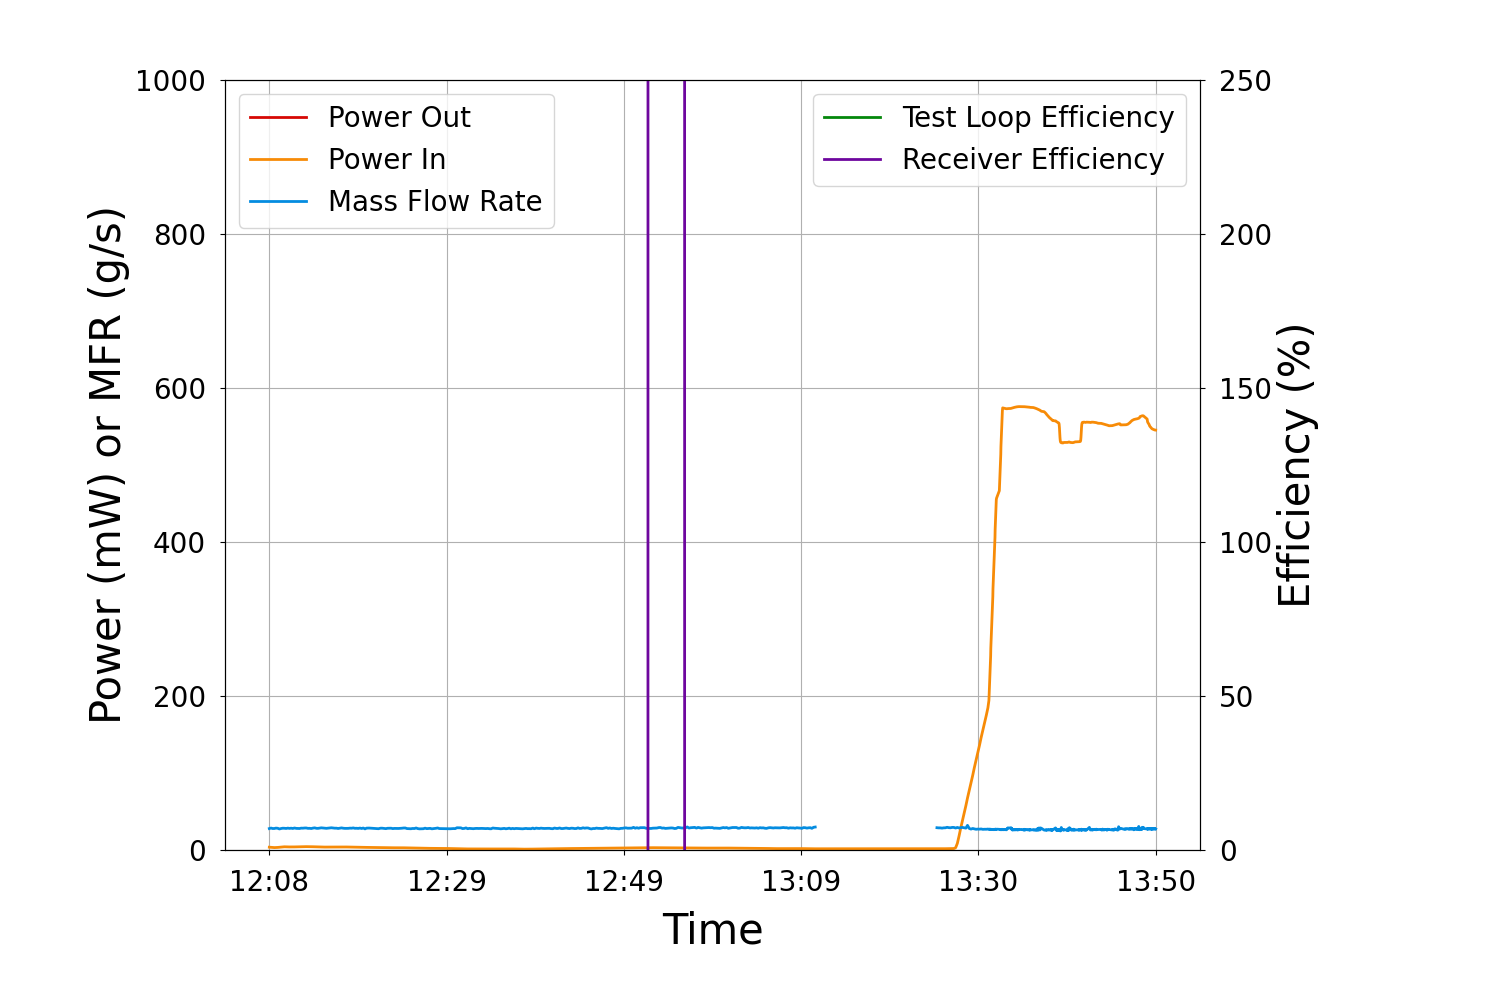 1000
800
600
400
200
0
Power (mW) or MFR (g/s)
Power Out
Power In
Mass Flow Rate
Test Loop Efficiency
Receiver Efficiency
250
200
150
100
50
0
Efficiency (%)
12:08 12:29 12:49 13:09 13:30 13:50
Time